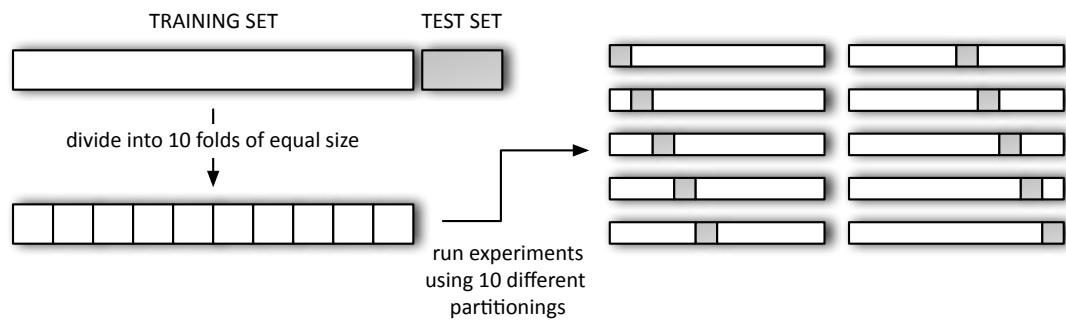 TRAINING SET
TEST SET
divide into 10 folds of equal size
run experiments
using 10 different
partitionings